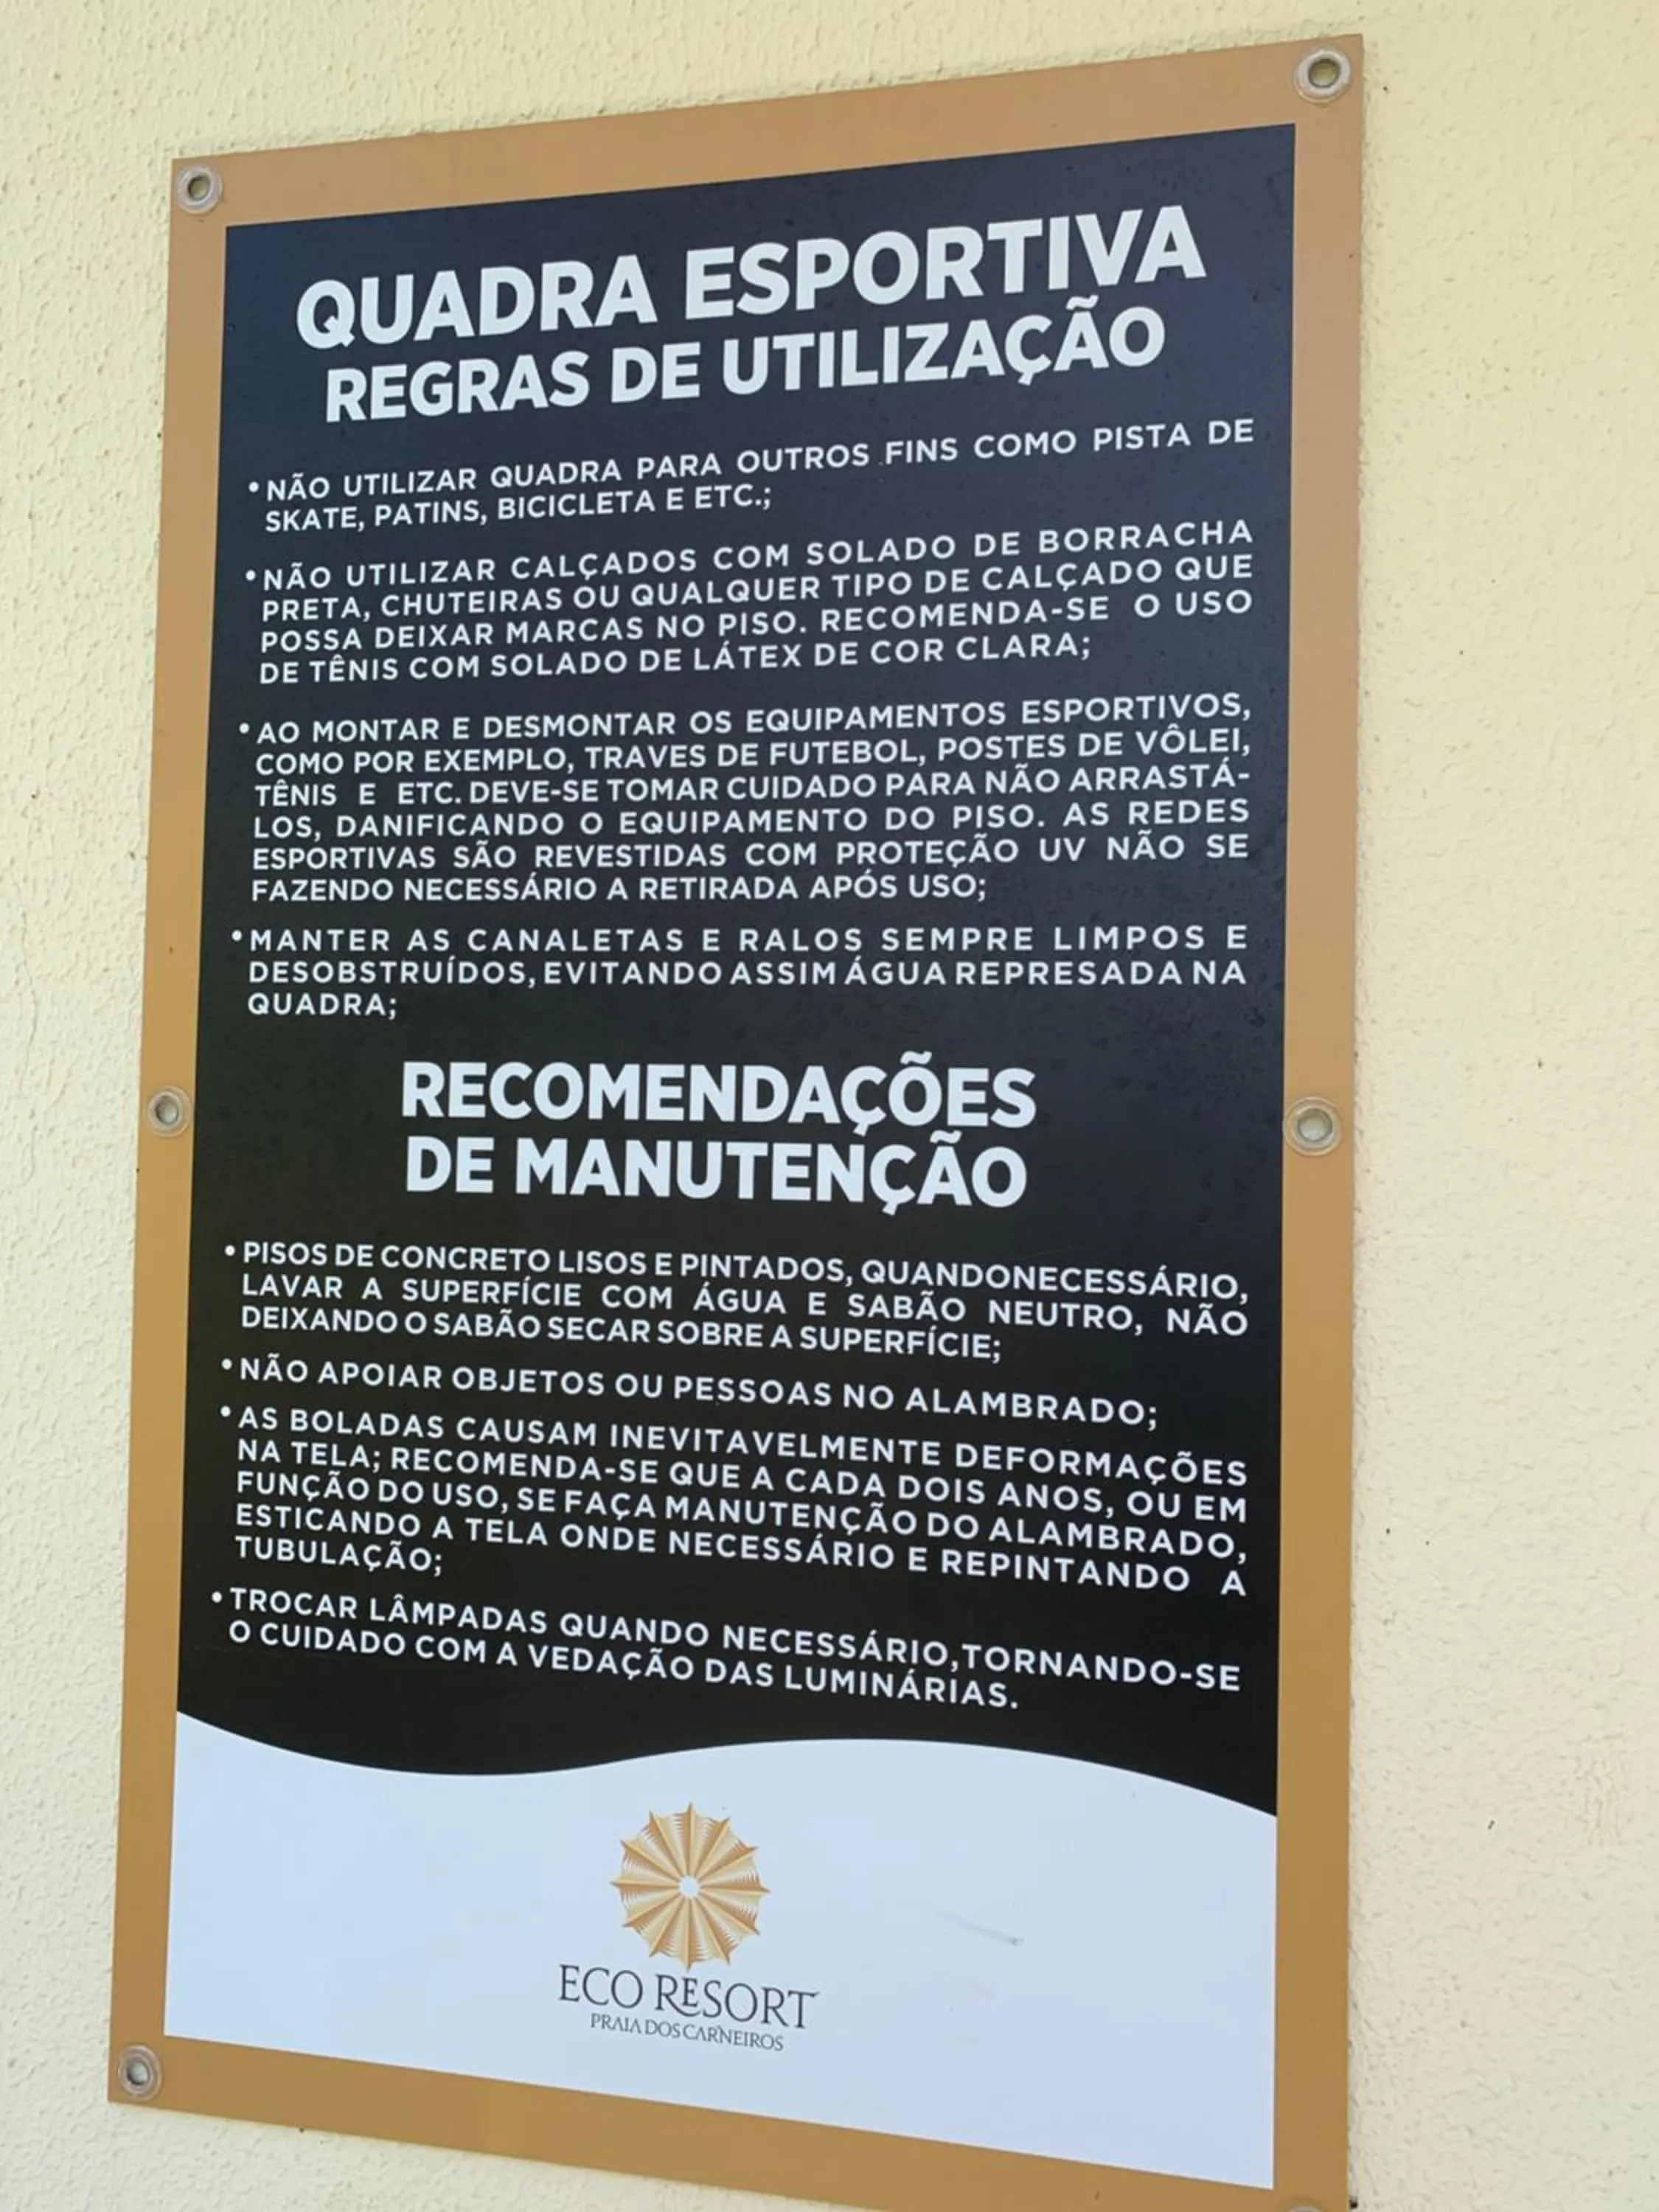 QUADRA ESPORTIVA
REGRAS DE UTILIZAÇÃO
•NÃO UTILIZAR QUADRA PARA OUTROS FINS COMO PISTA DE
SKATE, PATINS, BICICLETA E ETC.;
•NÃO UTILIZAR CALÇADOS COM SOLADO DE BORRACHA
PRETA, CHUTEIRAS OU QUALQUER TIPO DE CALÇADO QUE
POSSA DEIXAR MARCAS NO PISO. RECOMENDA-SE O USO
DE TÊNIS COM SOLADO DE LÁTEX DE COR CLARA;
•AO MONTAR E DESMONTAR OS EQUIPAMENTOS ESPORTIVOS,
COMO POR EXEMPLO, TRAVES DE FUTEBOL, POSTES DE VÔLEI,
TÊNIS E ETC. DEVE-SE TOMAR CUIDADO PARA NÃO ARRASTÁ-
LOS, DANIFICANDO O EQUIPAMENTO DO PISO. AS REDES
ESPORTIVAS SÃO REVESTIDAS COM PROTEÇÃO UV NÃO SE
FAZENDO NECESSÁRIO A RETIRADA APÓS USO;
•MANTER AS CANALETAS E RALOS SEMPRE LIMPOS E
DESOBSTRUÍDOS, EVITANDO ASSIM ÁGUA REPRESADA NA
QUADRA;
RECOMENDAÇÕES
DE MANUTENÇÃO
•PISOS DE CONCRETO LISOS E PINTADOS, QUANDONECESSÁRIO,
LAVAR A SUPERFÍCIE COM ÁGUA E SABÃO NEUTRO, NÃO
DEIXANDO O SABÃO SECAR SOBRE A SUPERFÍCIE;
•NÃO APOIAR OBJETOS OU PESSOAS NO ALAMBRADO;
•AS BOLADAS CAUSAM INEVITAVELMENTE DEFORMAÇÕES
NA TELA; RECOMENDA-SE QUE A CADA DOIS ANOS, OU EM
FUNÇÃO DO USO, SE FAÇA MANUTENÇÃO DO ALAMBRADO,
ESTICANDO A TELA ONDE NECESSÁRIO E REPINTANDO A
TUBULAÇÃO;
•TROCAR LÂMPADAS QUANDO NECESSÁRIO,TORNANDO-SE
O CUIDADO COM A VEDAÇÃO DAS LUMINÁRIAS.
ECO RESORT
PRAIA DOS CARNEIROS